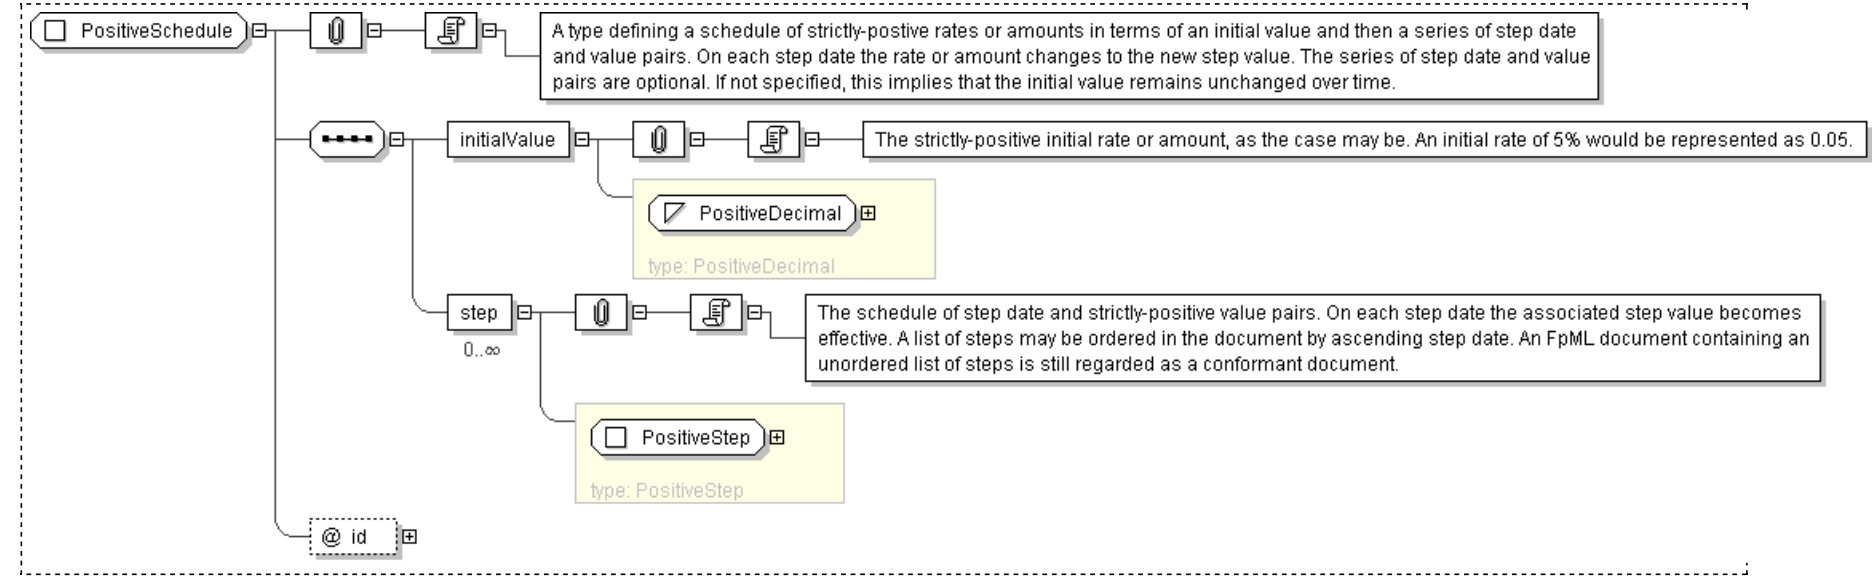 PositiveSchedule
A type defining a schedule of strictly-postive rates or amounts in terms of an initial value and then a series of step date
and value pairs. On each step date the rate or amount changes to the new step value. The series of step date and value
pairs are optional. If not specified, this implies that the initial value remains unchanged over time.
initialValue
The strictly-positive initial rate or amount, as the case may be. An initial rate of 5% would be represented as 0.05.
PositiveDecimal
type: PositiveDecimal
step
0..∞
The schedule of step date and strictly-positive value pairs. On each step date the associated step value becomes
effective. A list of steps may be ordered in the document by ascending step date. An FpML document containing an
unordered list of steps is still regarded as a conformant document.
PositiveStep
type: PositiveStep
@ id